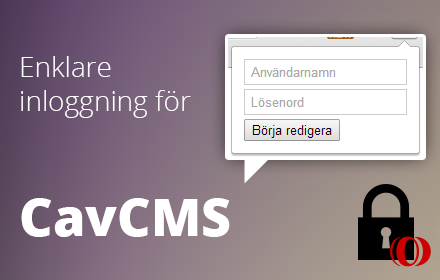 Enklare
inloggning för
CavCMS
Användarnamn
Lösenord
Börja redigera